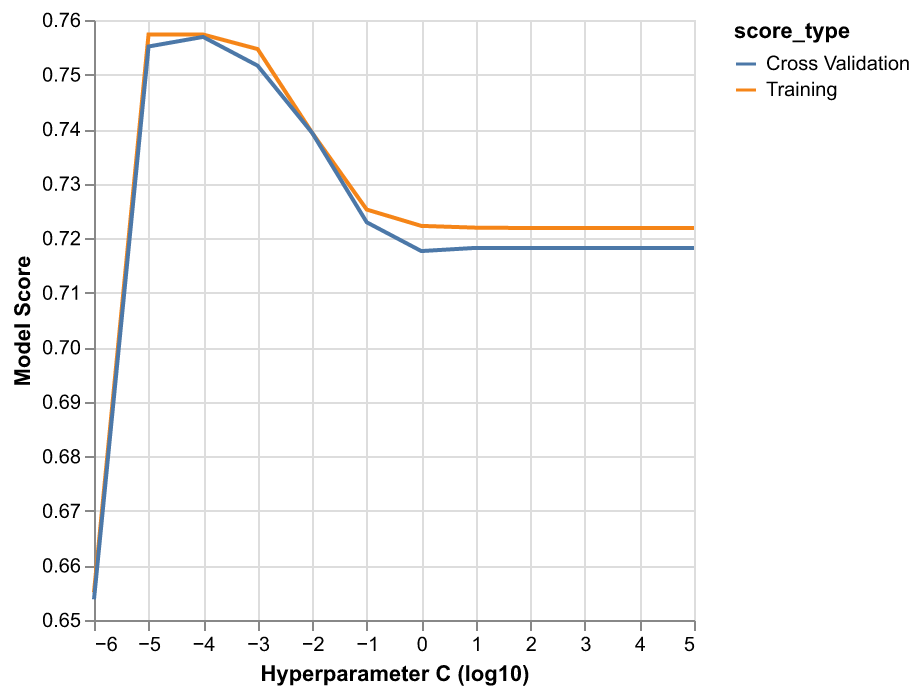 score_type
Cross Validation
Training
Model Score
0.76
0.75
0.74
0.73
0.72
0.71
0.70
0.69
0.68
0.67
0.66
0.65
−6 −5 −4 −3 −2 −1 0 1 2 3 4 5
Hyperparameter C (log10)